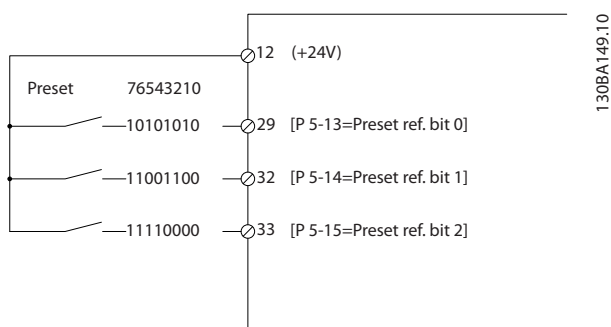 12 (+24V)
Preset 76543210
10101010 29 [P 5-13=Preset ref. bit 0]
11001100 32 [P 5-14=Preset ref. bit 1]
11110000 33 [P 5-15=Preset ref. bit 2]
130BA149.10